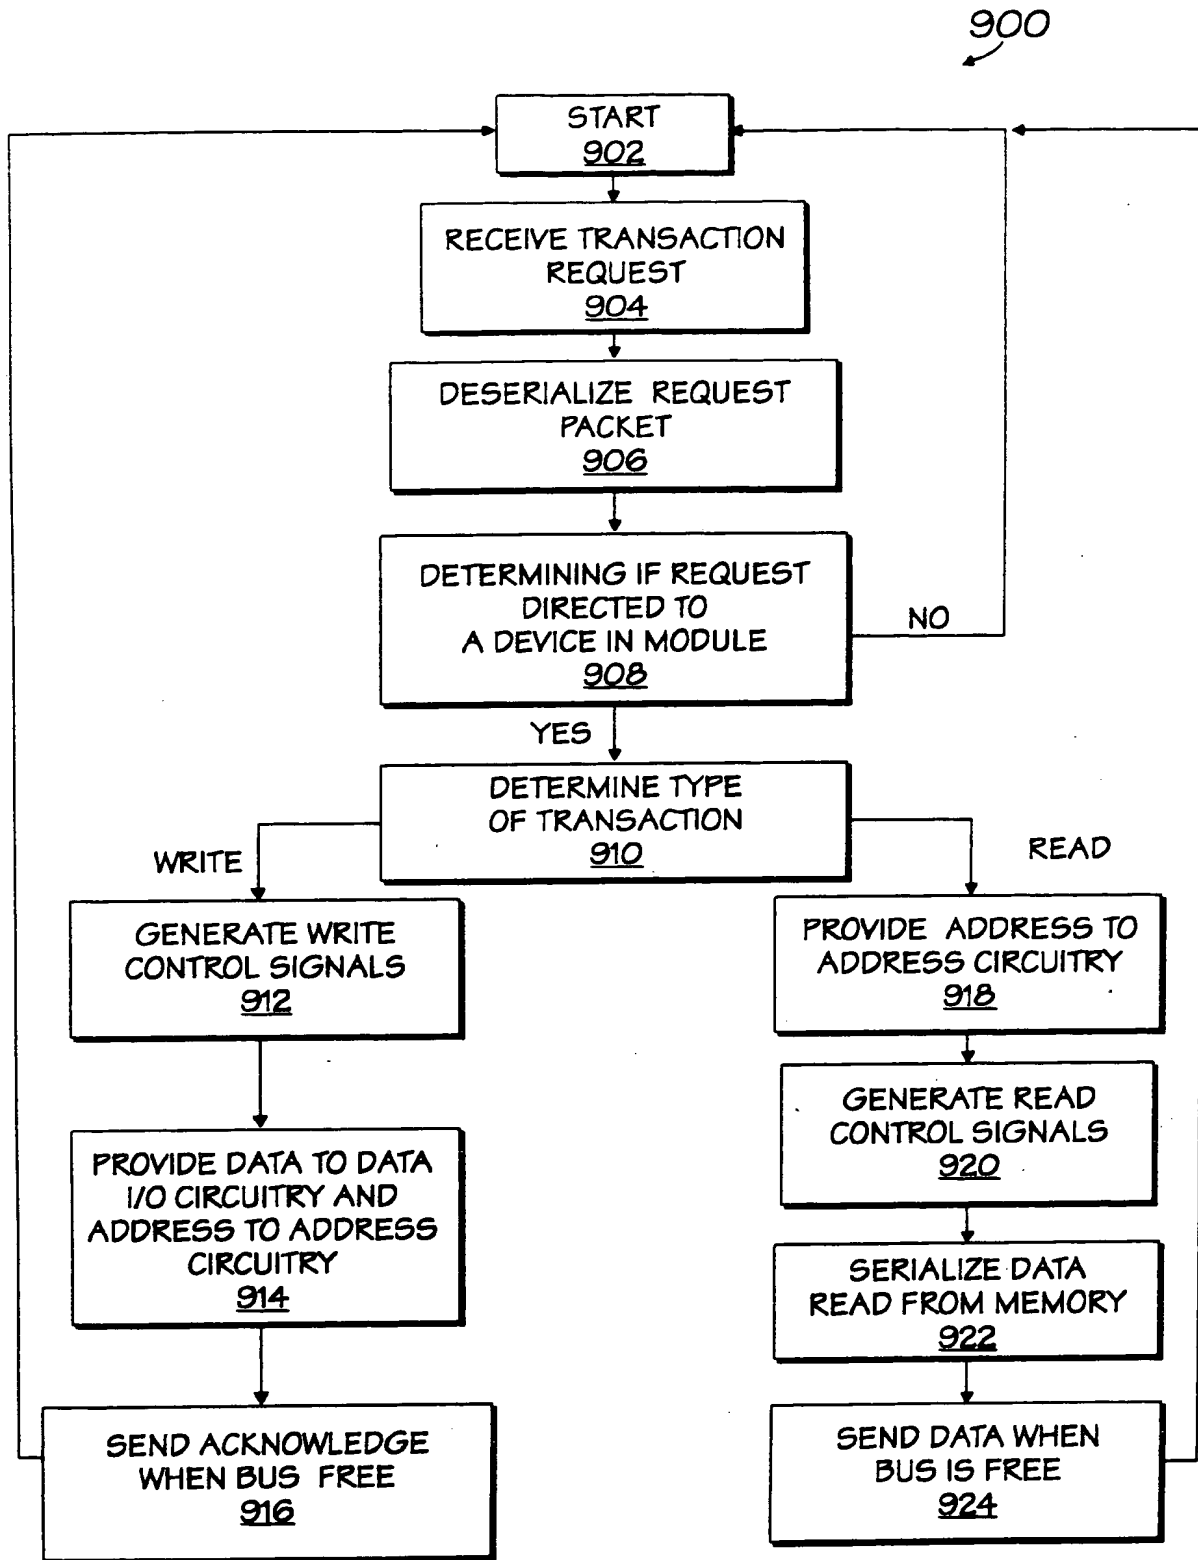 900
START
902
RECEIVE TRANSACTION
REQUEST
904
DESERIALIZE REQUEST
PACKET
906
DETERMINING IF REQUEST
DIRECTED TO
A DEVICE IN MODULE
908
NO
YES
DETERMINE TYPE
OF TRANSACTION
910
WRITE
READ
GENERATE WRITE
CONTROL SIGNALS
912
PROVIDE DATA TO DATA
I/O CIRCUITRY AND
ADDRESS TO ADDRESS
CIRCUITRY
914
SEND ACKNOWLEDGE
WHEN BUS FREE
916
PROVIDE ADDRESS TO
ADDRESS CIRCUITRY
918
GENERATE READ
CONTROL SIGNALS
920
SERIALIZE DATA
READ FROM MEMORY
922
SEND DATA WHEN
BUS IS FREE
924